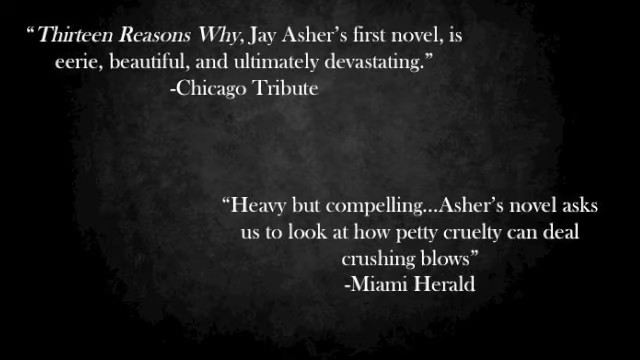 “Thirteen Reasons Why, Jay Asher’s first novel, is
eerie, beautiful, and ultimately devastating.”
-Chicago Tribute
“Heavy but compelling...Asher’s novel asks
us to look at how petty cruelty can deal
crushing blows”
-Miami Herald